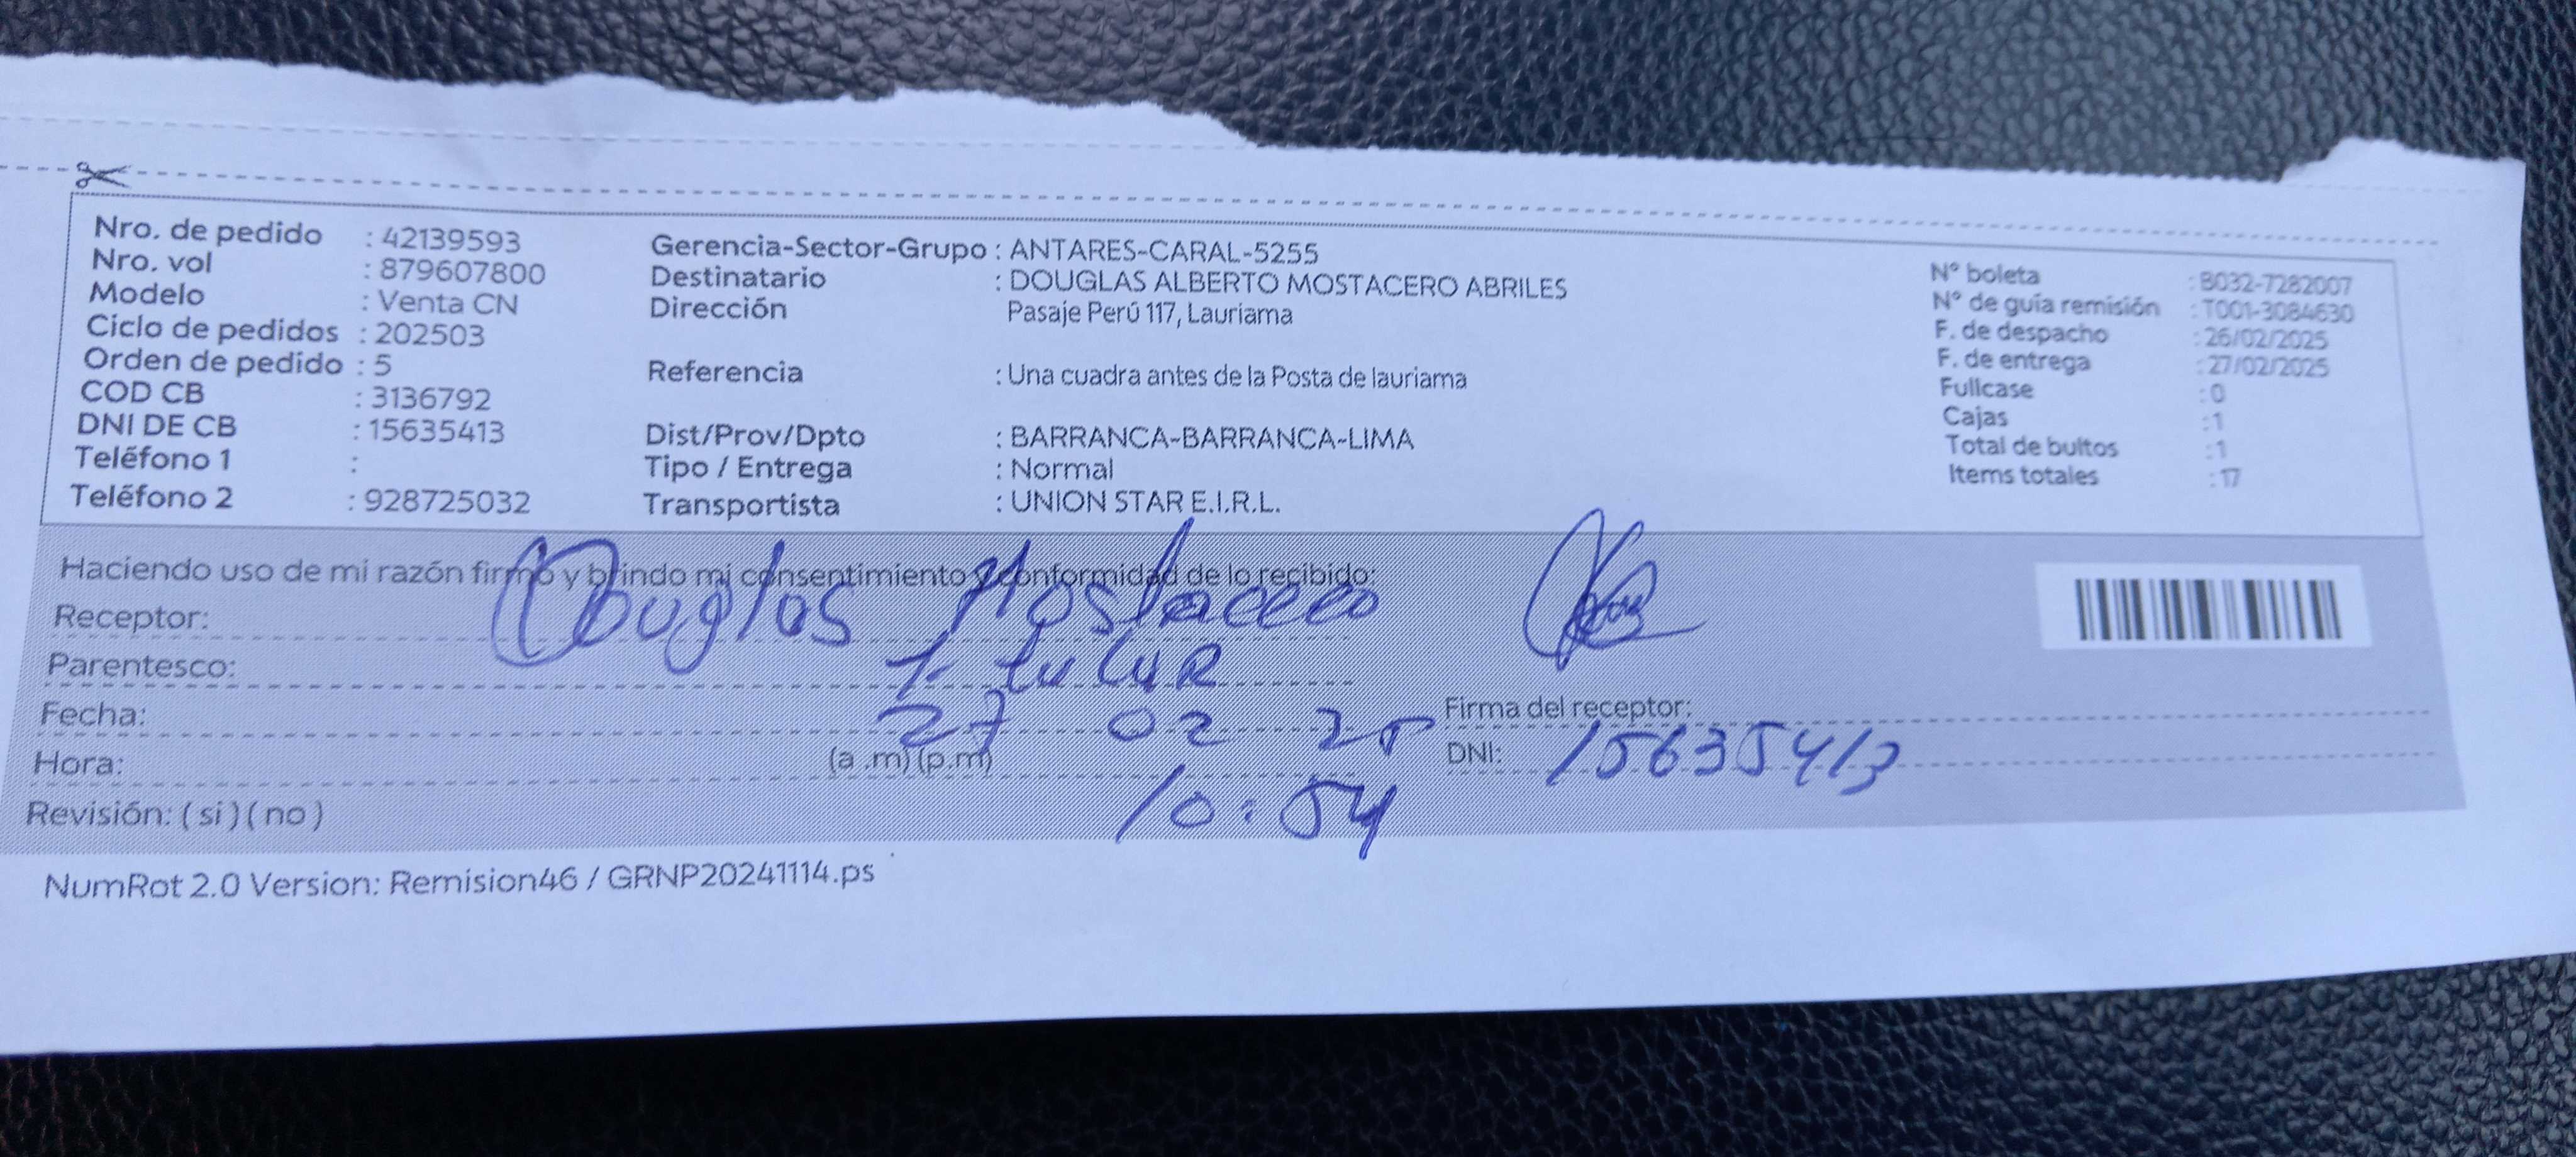 Nro. de pedido : 42139593
Nro. vol : 879607800
Modelo : Venta CN
Ciclo de pedidos : 202503
Orden de pedido : 5
COD CB : 3136792
DNI DE CB : 15635413
Teléfono 1 :
Teléfono 2 : 928725032
Gerencia-Sector-Grupo : ANTARES-CARAL-5255
Destinatario : DOUGLAS ALBERTO MOSTACERO ABRILES
Dirección Pasaje Perú 117, Lauriama
Referencia : Una cuadra antes de la Posta de lauriama
Dist/Prov/Dpto : BARRANCA-BARRANCA-LIMA
Tipo / Entrega : Normal
Transportista : UNION STAR E.I.R.L.
N° boleta : B032-7282007
N° de guía remisión : T001-3084630
F. de despacho : 26/02/2025
F. de entrega : 27/02/2025
Fullcase : 0
Cajas : 1
Total de bultos : 1
Items totales : 17
Haciendo uso de mi razón firmo y brindo mi consentimiento y conformidad de lo recibido:
Receptor: Douglas Mostacero
Parentesco: Titular
Fecha: 27 02 25
Hora: (a .m) (p.m) 10:54
Revisión: ( si ) ( no )
Firma del receptor:
DNI: 15635413
NumRot 2.0 Version: Remision46 / GRNP20241114.ps